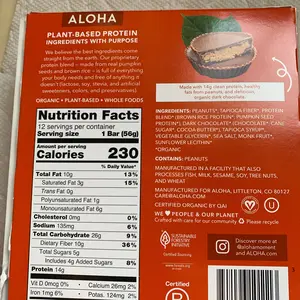 ALOHA
PLANT-BASED PROTEIN
INGREDIENTS WITH PURPOSE
We believe the best ingredients come
straight from the earth. Our proprietary
protein blend – made from real pumpkin
seeds and brown rice – is full of everything
your body needs and free of anything it
doesn't (lactose, soy, stevia, and artificial
sweeteners, colors, and preservatives).
ORGANIC • PLANT-BASED • WHOLE FOODS
Nutrition Facts
12 servings per container
Serving size 1 Bar (56g)
Amount per serving
Calories 230
% Daily Value*
Total Fat 10g 13%
Saturated Fat 3g 15%
Trans Fat 0g
Polyunsaturated Fat 1g
Monounsaturated Fat 6g
Cholesterol 0mg 0%
Sodium 135mg 6%
Total Carbohydrate 26g 9%
Dietary Fiber 10g 36%
Total Sugars 5g
Includes 4g Added Sugars 8%
Protein 14g
Vit D 0mcg 0% • Calcium 26mg 2%
Iron 1mg 6% • Potas. 124mg 2%
Made with 14g clean protein, healthy
fats from peanuts, and delicious
organic dark chocolate.
INGREDIENTS: PEANUTS*, TAPIOCA FIBER*, PROTEIN
BLEND* (BROWN RICE PROTEIN*, PUMPKIN SEED
PROTEIN*), DARK CHOCOLATE* (CHOCOLATE*, CANE
SUGAR*, COCOA BUTTER*), TAPIOCA SYRUP*,
VEGETABLE GLYCERIN*, SEA SALT, MONK FRUIT*,
SUNFLOWER LECITHIN*
*ORGANIC
CONTAINS: PEANUTS
MANUFACTURED IN A FACILITY THAT ALSO
PROCESSES FISH, MILK, SESAME, SOY, TREE NUTS,
AND WHEAT.
MANUFACTURED FOR ALOHA, LITTLETON, CO 80127
CARE@ALOHA.COM
CERTIFIED ORGANIC BY QAI
WE ♥ PEOPLE & OUR PLANET
Crafted with care for our community. Please recycle
SUSTAINABLE
FORESTRY
INITIATIVE
Certified Sourcing
Discover more at
@alohamoment
and ALOHA.com
Certified
B